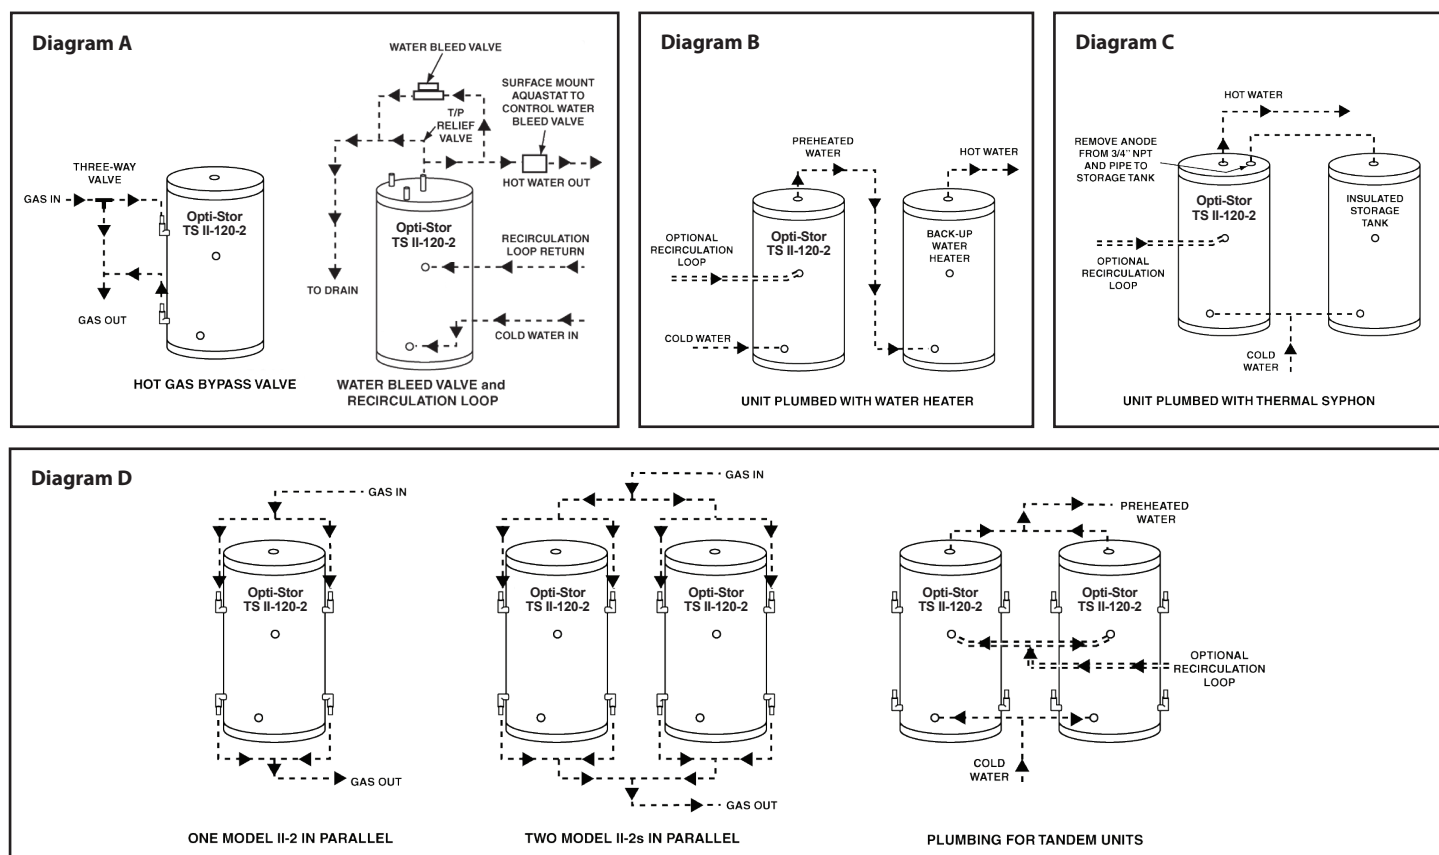 Diagram A
WATER BLEED VALVE
SURFACE MOUNT
AQUASTAT TO
CONTROL WATER
BLEED VALVE
T/P
RELIEF
VALVE
THREE-WAY
VALVE
GAS IN
HOT WATER OUT
Opti-Stor
TS II-120-2
Opti-Stor
TS II-120-2
RECIRCULATION
LOOP RETURN
TO DRAIN
GAS OUT
COLD WATER IN
HOT GAS BYPASS VALVE
WATER BLEED VALVE and
RECIRCULATION LOOP
Diagram B
PREHEATED
WATER
HOT WATER
Opti-Stor
TS II-120-2
BACK-UP
WATER
HEATER
OPTIONAL
RECIRCULATION
LOOP
COLD WATER
UNIT PLUMBED WITH WATER HEATER
Diagram C
HOT WATER
REMOVE ANODE
FROM 3/4" NPT
AND PIPE TO
STORAGE TANK
Opti-Stor
TS II-120-2
INSULATED
STORAGE
TANK
OPTIONAL
RECIRCULATION
LOOP
COLD
WATER
UNIT PLUMBED WITH THERMAL SYPHON
Diagram D
GAS IN
Opti-Stor
TS II-120-2
GAS OUT
ONE MODEL II-2 IN PARALLEL
GAS IN
Opti-Stor
TS II-120-2
Opti-Stor
TS II-120-2
GAS OUT
TWO MODEL II-2s IN PARALLEL
PREHEATED
WATER
Opti-Stor
TS II-120-2
Opti-Stor
TS II-120-2
OPTIONAL
RECIRCULATION
LOOP
COLD
WATER
PLUMBING FOR TANDEM UNITS